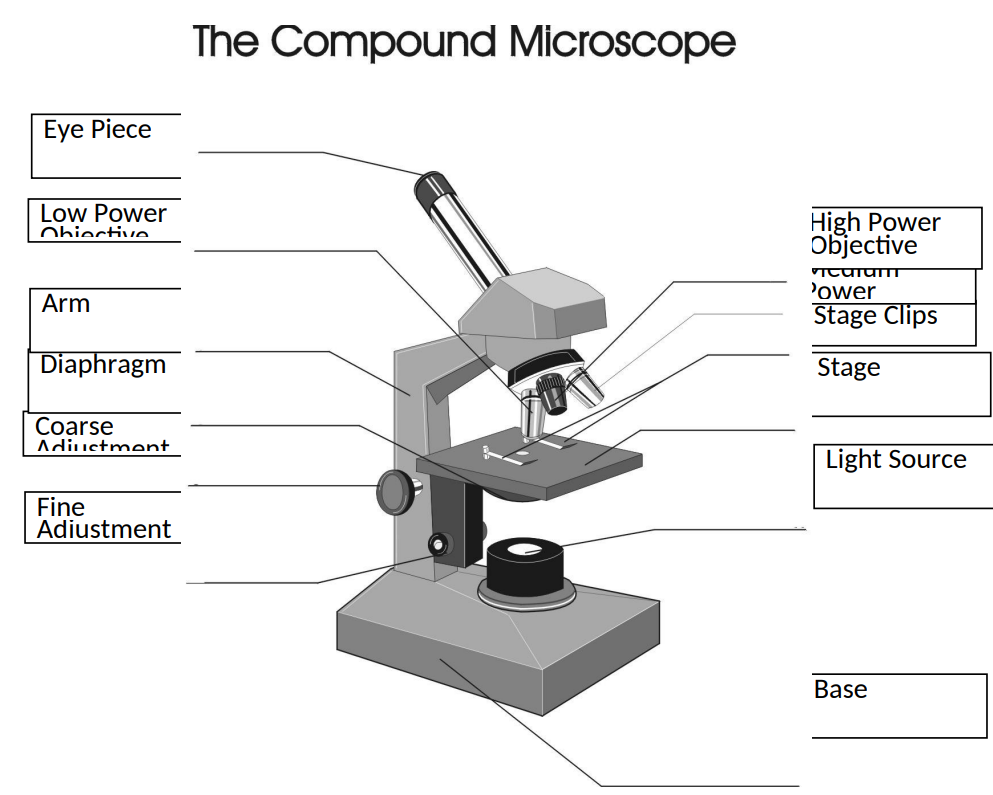 The Compound Microscope
Eye Piece
Low Power
Objective
Arm
Diaphragm
Coarse
Adjustment
Fine
Adjustment
High Power
Objective
Medium
Power
Stage Clips
Stage
Light Source
Base